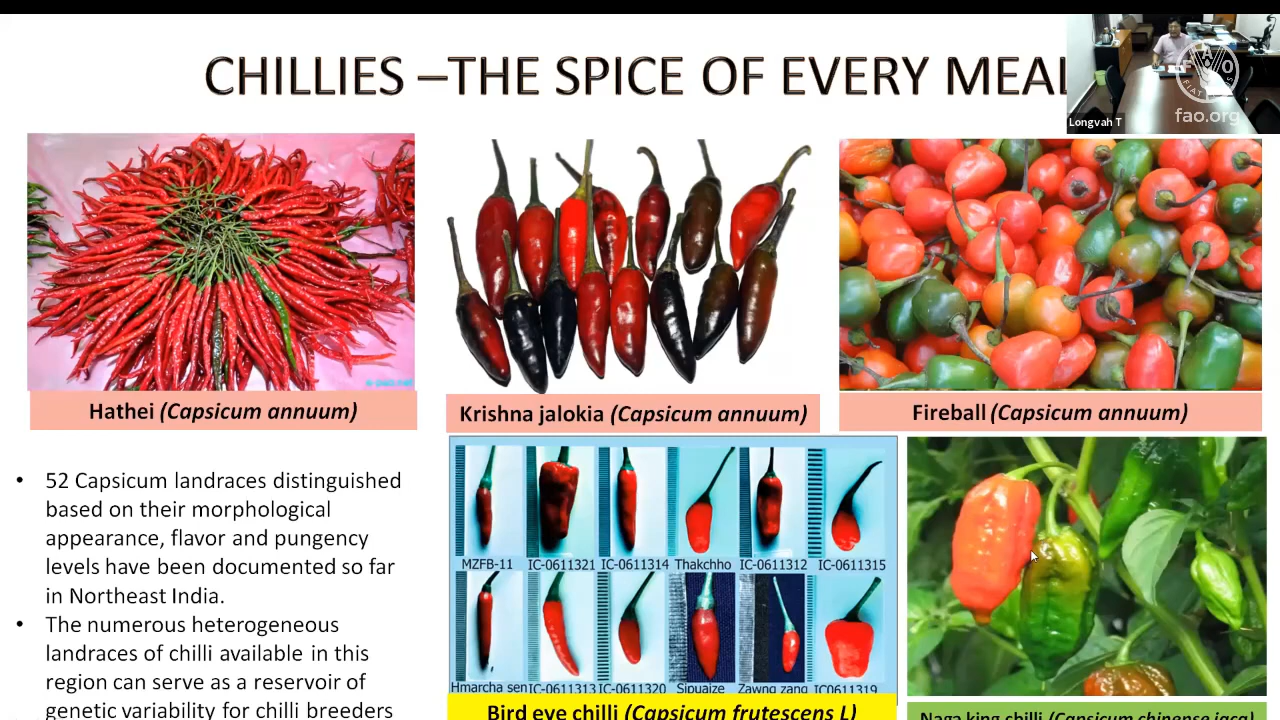 CHILLIES –THE SPICE OF EVERY MEAL
FAO
FIAT PANIS
fao.org
Longvah T
Hathei (Capsicum annuum)
Krishna jalokia (Capsicum annuum)
Fireball (Capsicum annuum)
• 52 Capsicum landraces distinguished
based on their morphological
appearance, flavor and pungency
levels have been documented so far
in Northeast India.
• The numerous heterogeneous
landraces of chilli available in this
region can serve as a reservoir of
genetic variability for chilli breeders
MZFB-11 IC-0611321 IC-0611314 Thakchho IC-0611312 IC-0611315
Hmarcha sen IC-0611313 IC-0611320 Sipuaize Zawng zang IC0611319
Bird eye chilli (Capsicum frutescens L)
Naga king chilli (Capsicum chinense jacq)